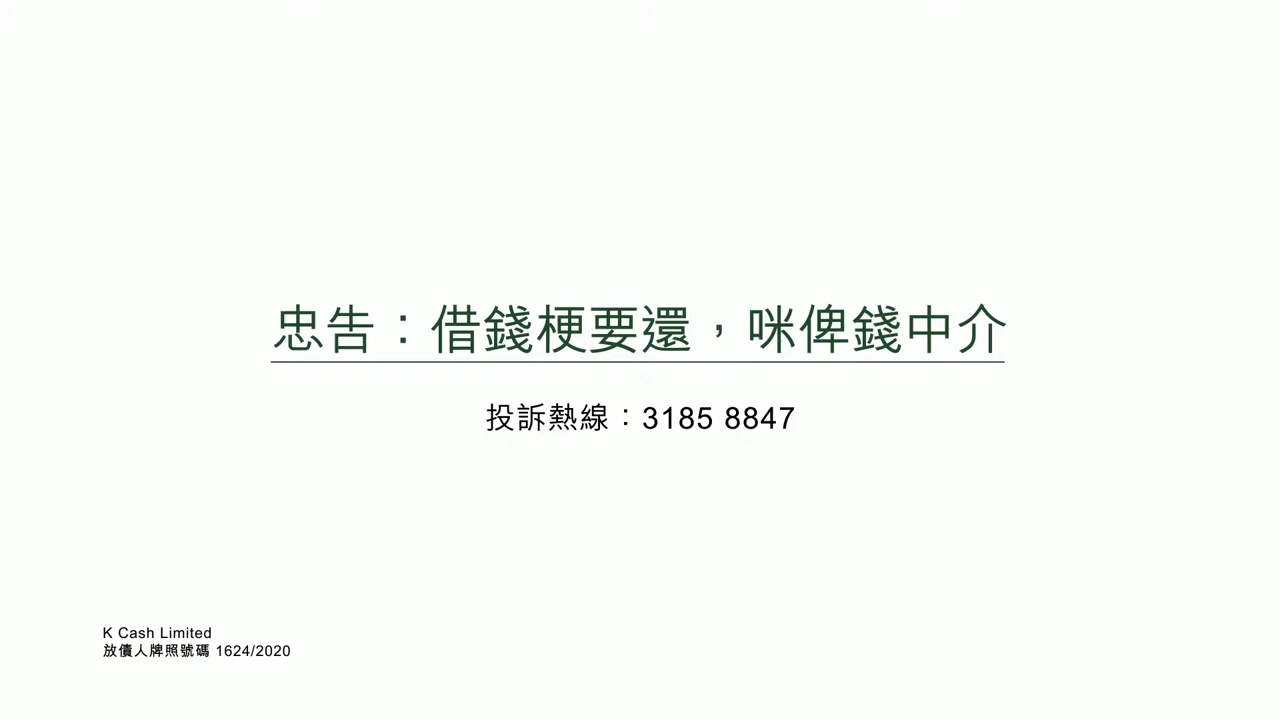 忠告：借錢梗要還，咪俾錢中介
投訴熱線：3185 8847
K Cash Limited
放債人牌照號碼 1624/2020